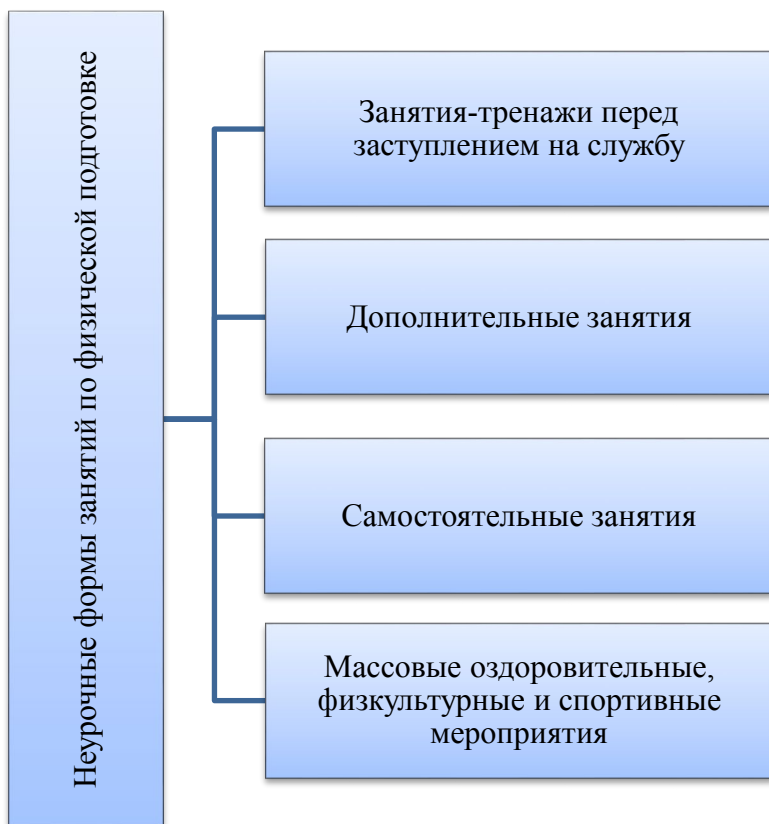 Неурочные формы занятий по физической подготовке
Занятия-тренажи перед
заступлением на службу
Дополнительные занятия
Самостоятельные занятия
Массовые оздоровительные,
физкультурные и спортивные
мероприятия